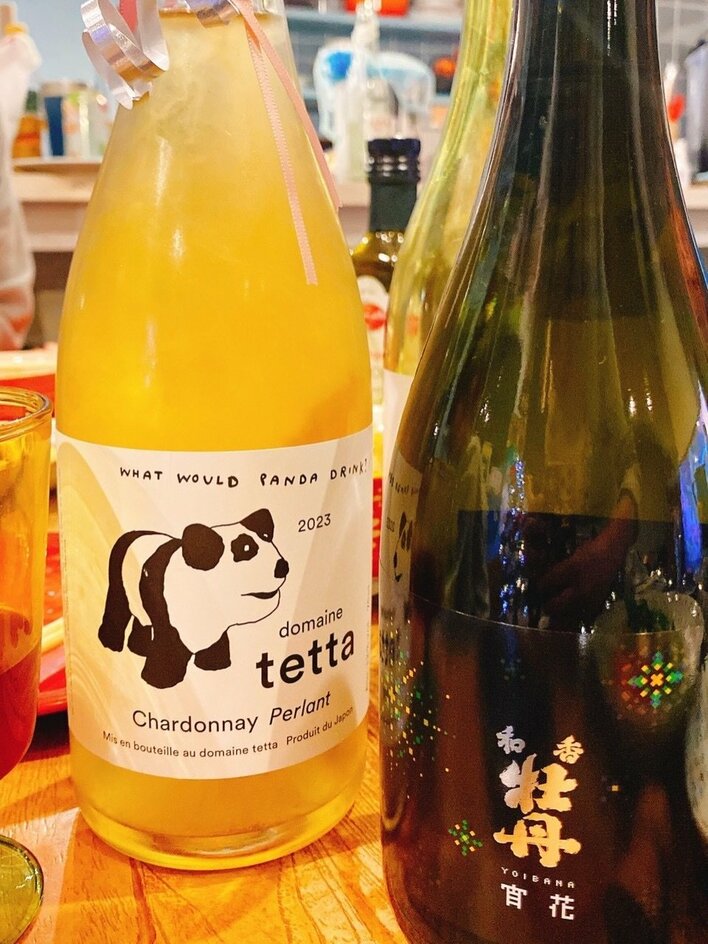 WHAT WOULD PANDA DRINK?
2023
domaine
tetta
Chardonnay Perlant
Mis en bouteille au domaine tetta Produit du Japon
和香
牡丹
YOIBANA
宵花